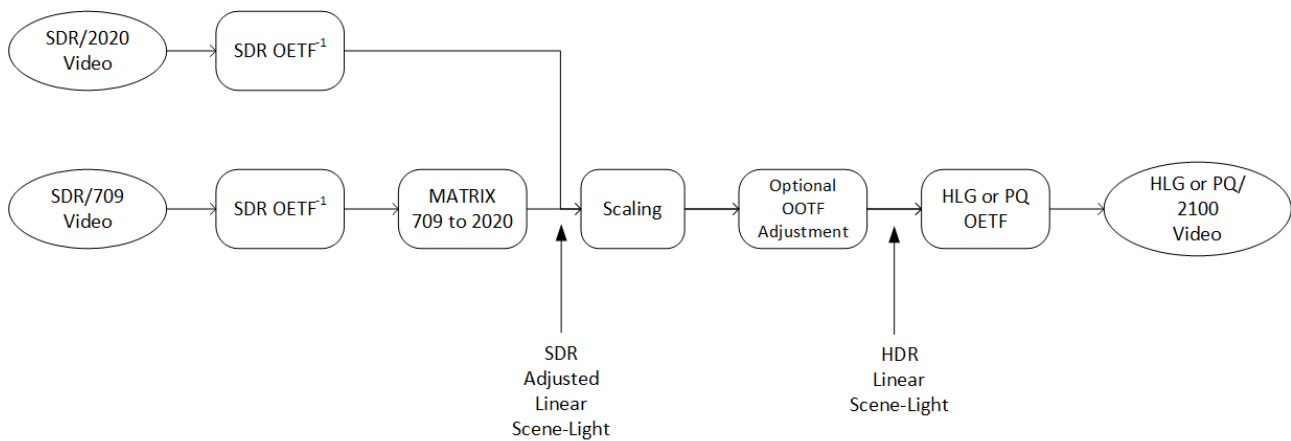 SDR/2020
Video
SDR OETF⁻¹
SDR/709
Video
SDR OETF⁻¹
MATRIX
709 to 2020
Scaling
Optional
OOTF
Adjustment
HLG or PQ
OETF
HLG or PQ/
2100
Video
SDR
Adjusted
Linear
Scene-Light
HDR
Linear
Scene-Light